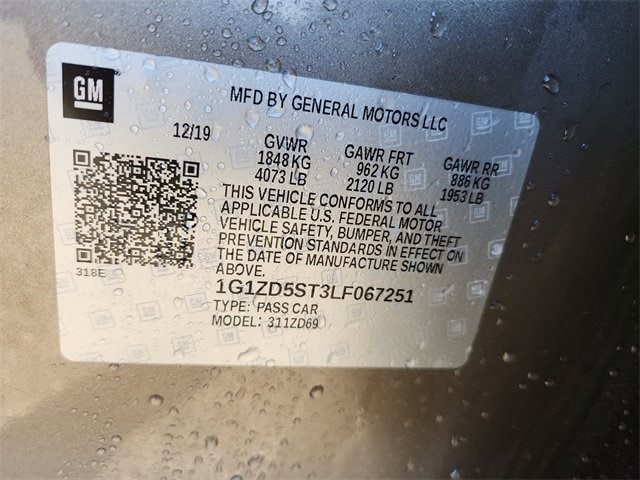 GM
MFD BY GENERAL MOTORS LLC
12/19
GVWR
1848 KG
4073 LB
GAWR FRT
962 KG
2120 LB
GAWR RR
886 KG
1953 LB
THIS VEHICLE CONFORMS TO ALL
APPLICABLE U.S. FEDERAL MOTOR
VEHICLE SAFETY, BUMPER, AND THEFT
PREVENTION STANDARDS IN EFFECT ON
THE DATE OF MANUFACTURE SHOWN
ABOVE.
318E
1G1ZD5ST3LF067251
TYPE: PASS CAR
MODEL: 311ZD69